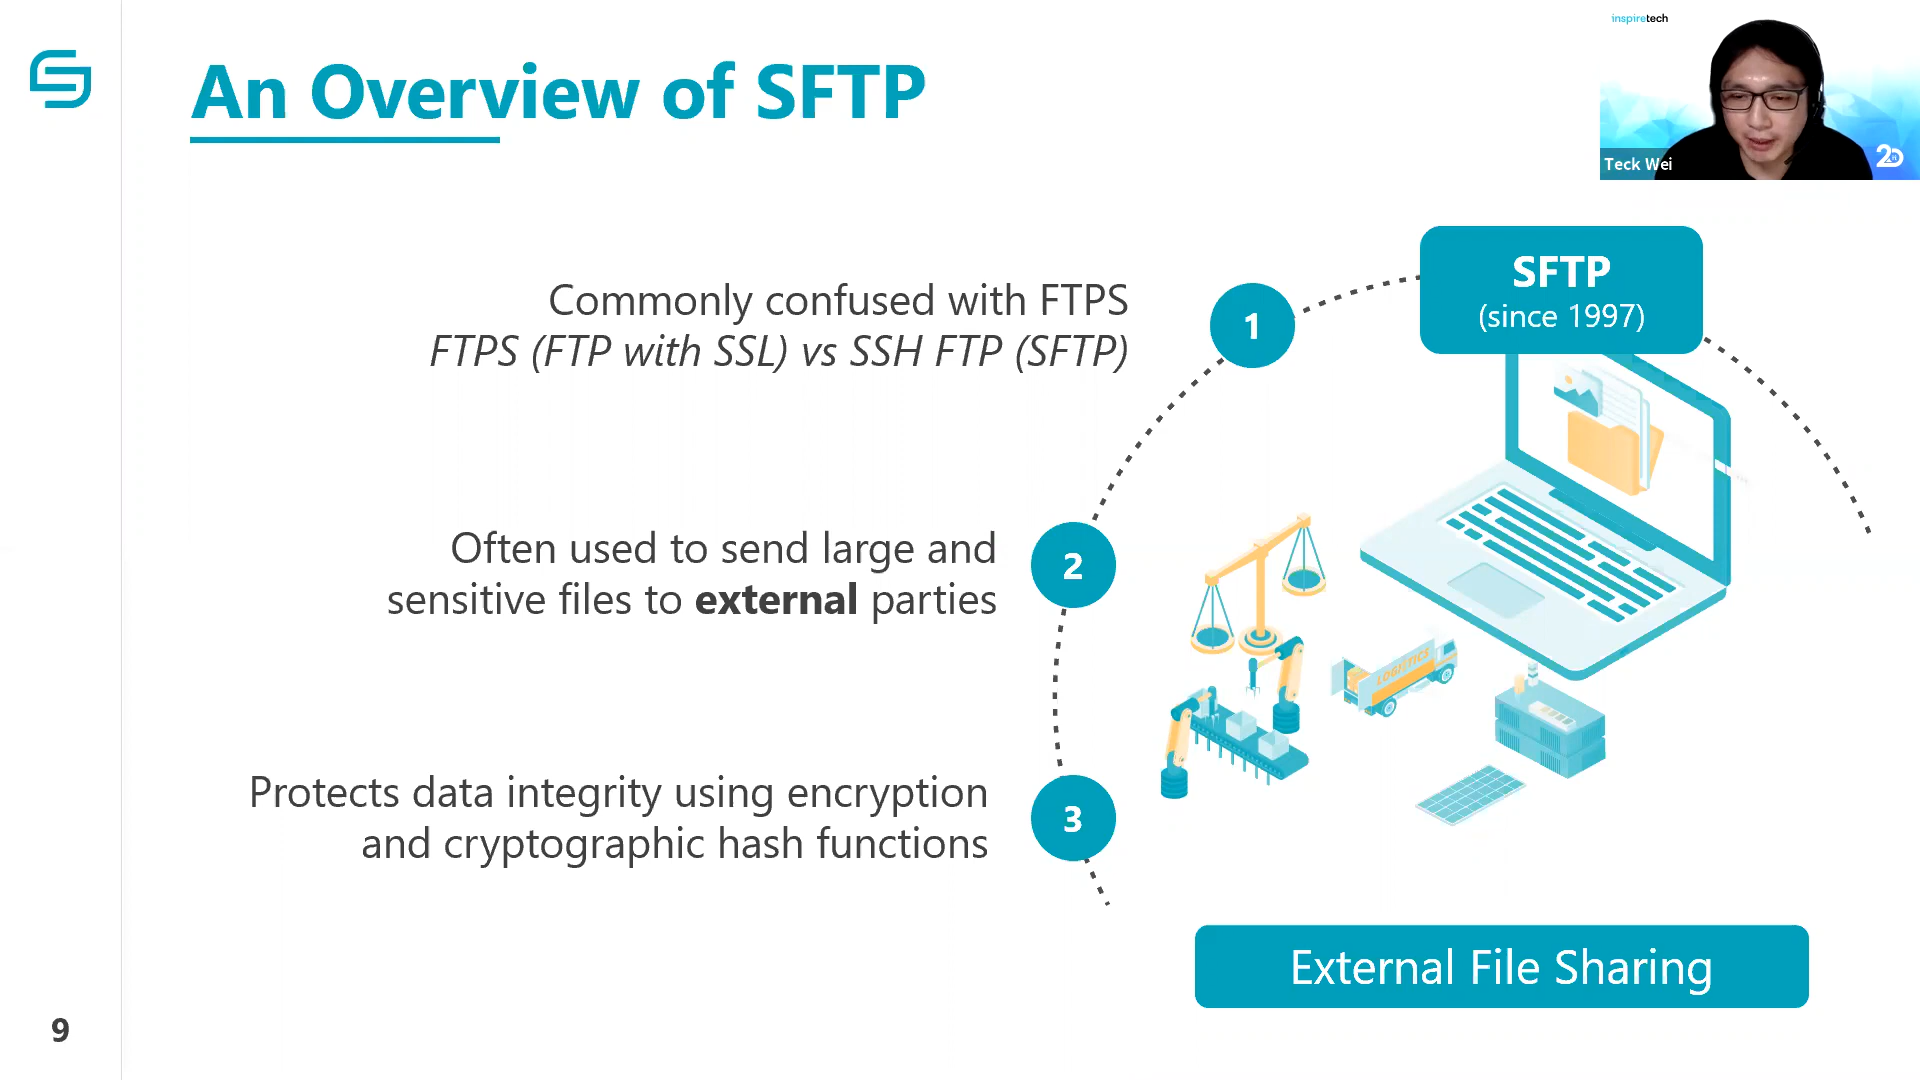 An Overview of SFTP
inspiretech
Teck Wei
2
SFTP
(since 1997)
1
Commonly confused with FTPS
FTPS (FTP with SSL) vs SSH FTP (SFTP)
2
Often used to send large and
sensitive files to external parties
LOGISTICS
3
Protects data integrity using encryption
and cryptographic hash functions
External File Sharing
9